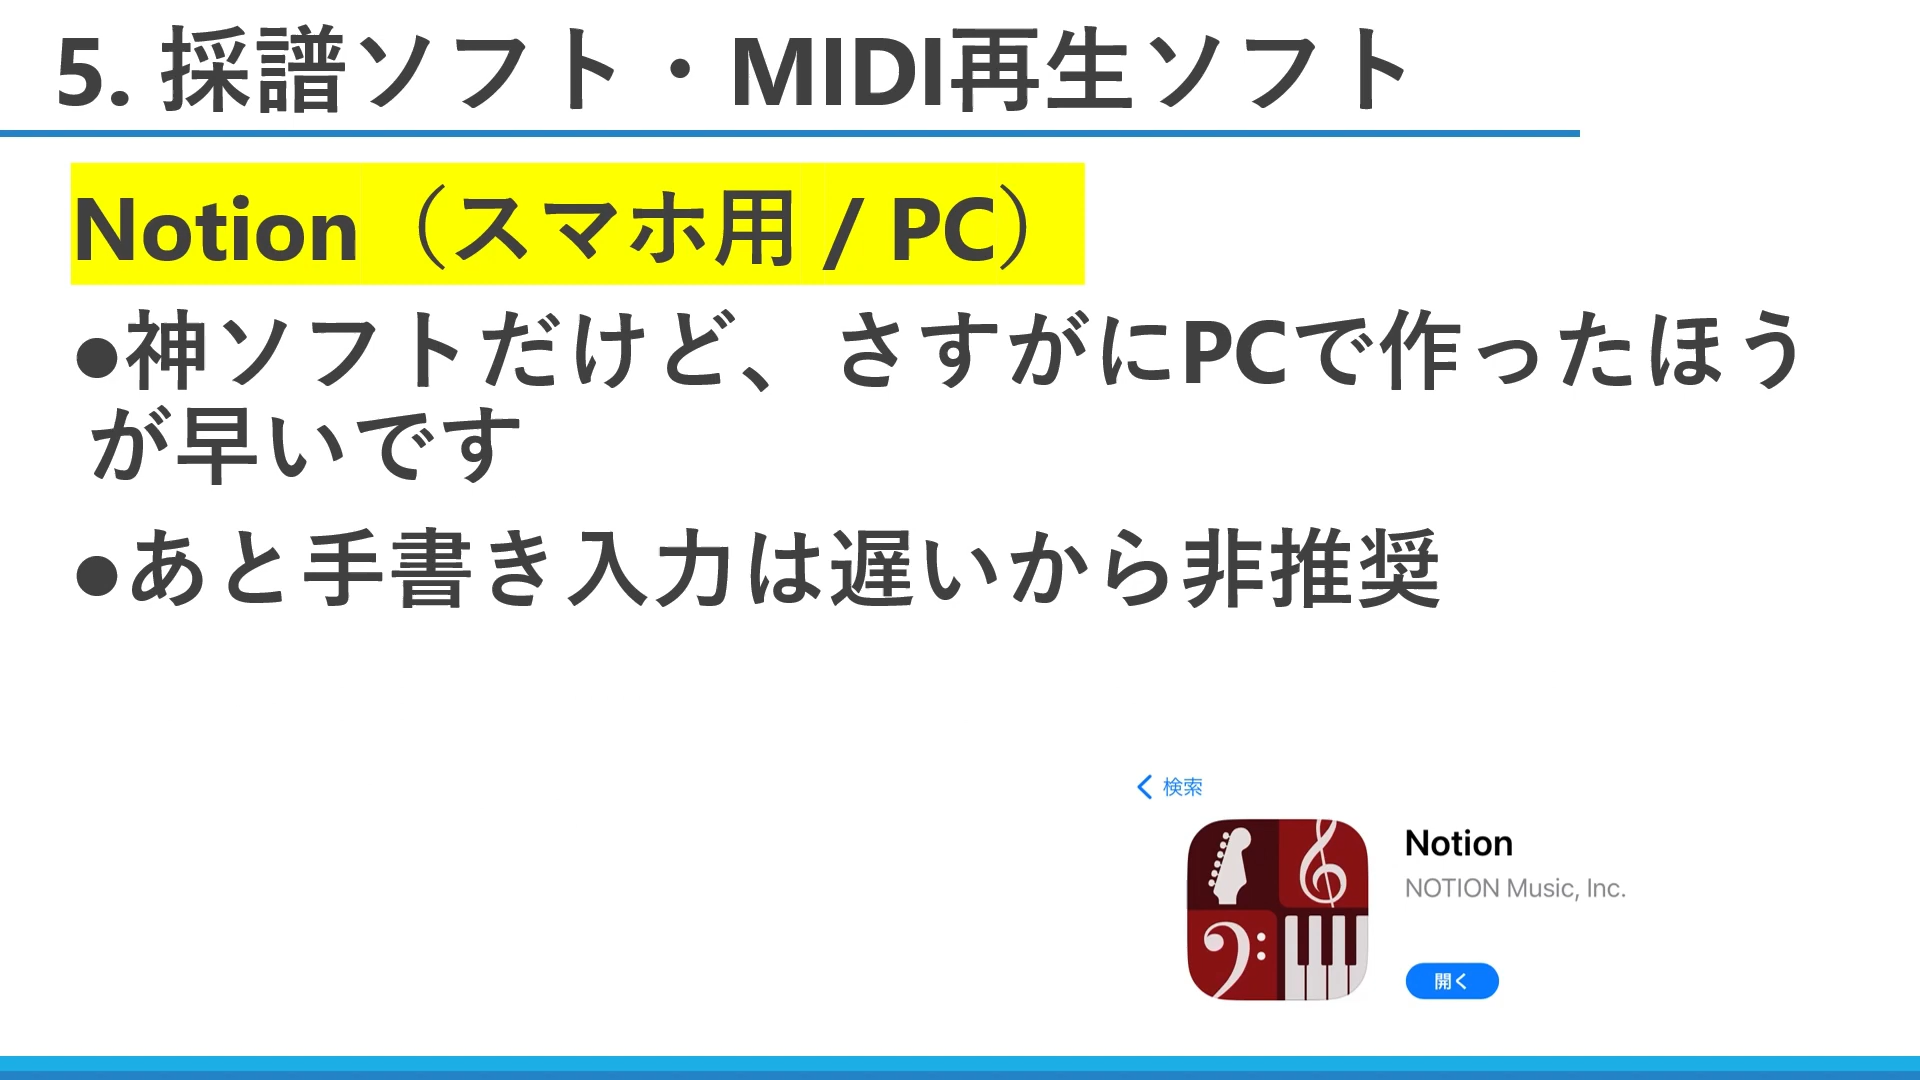 5. 採譜ソフト・MIDI再生ソフト
Notion（スマホ用 / PC）
●神ソフトだけど、さすがにPCで作ったほう
が早いです
●あと手書き入力は遅いから非推奨
検索
Notion
NOTION Music, Inc.
開く